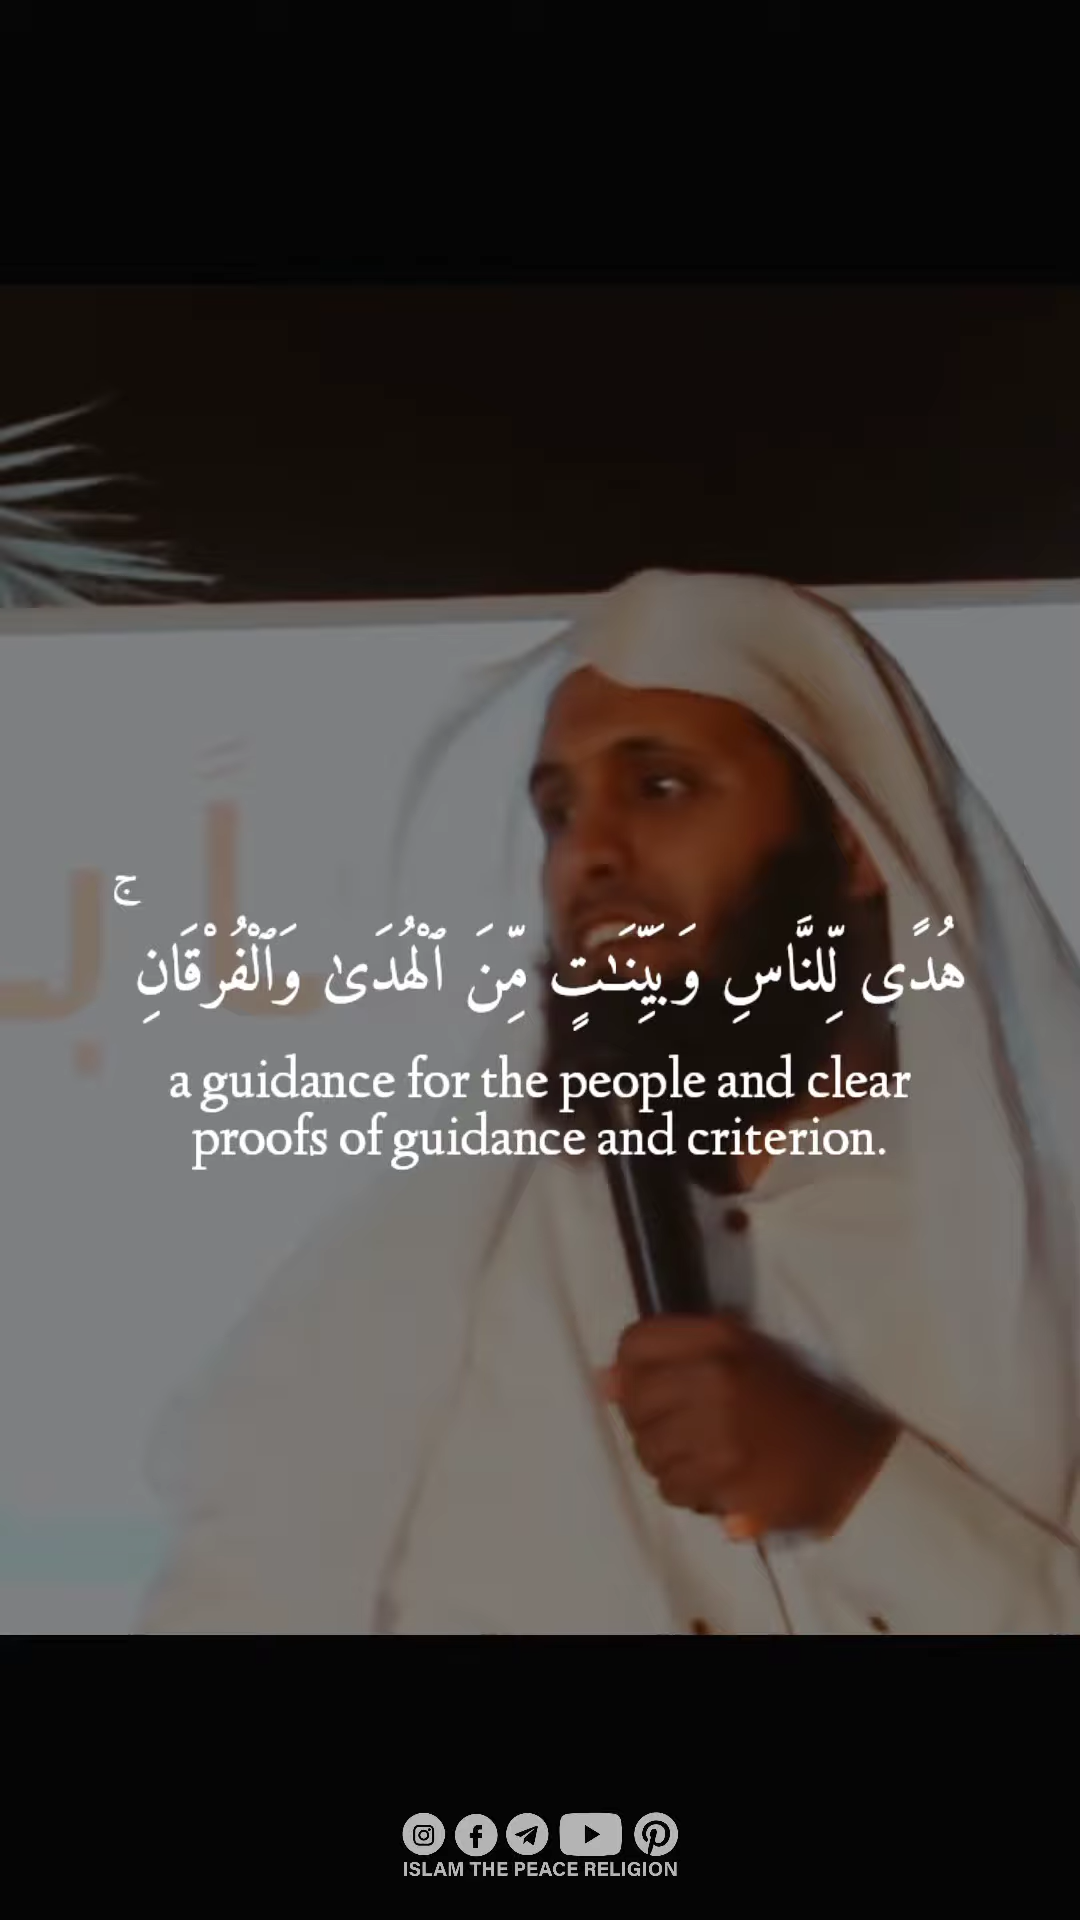 هُدًى لِّلنَّاسِ وَبَيِّنَـٰتٍ مِّنَ ٱلْهُدَىٰ وَٱلْفُرْقَانِ ۚ
a guidance for the people and clear
proofs of guidance and criterion.
ISLAM THE PEACE RELIGION